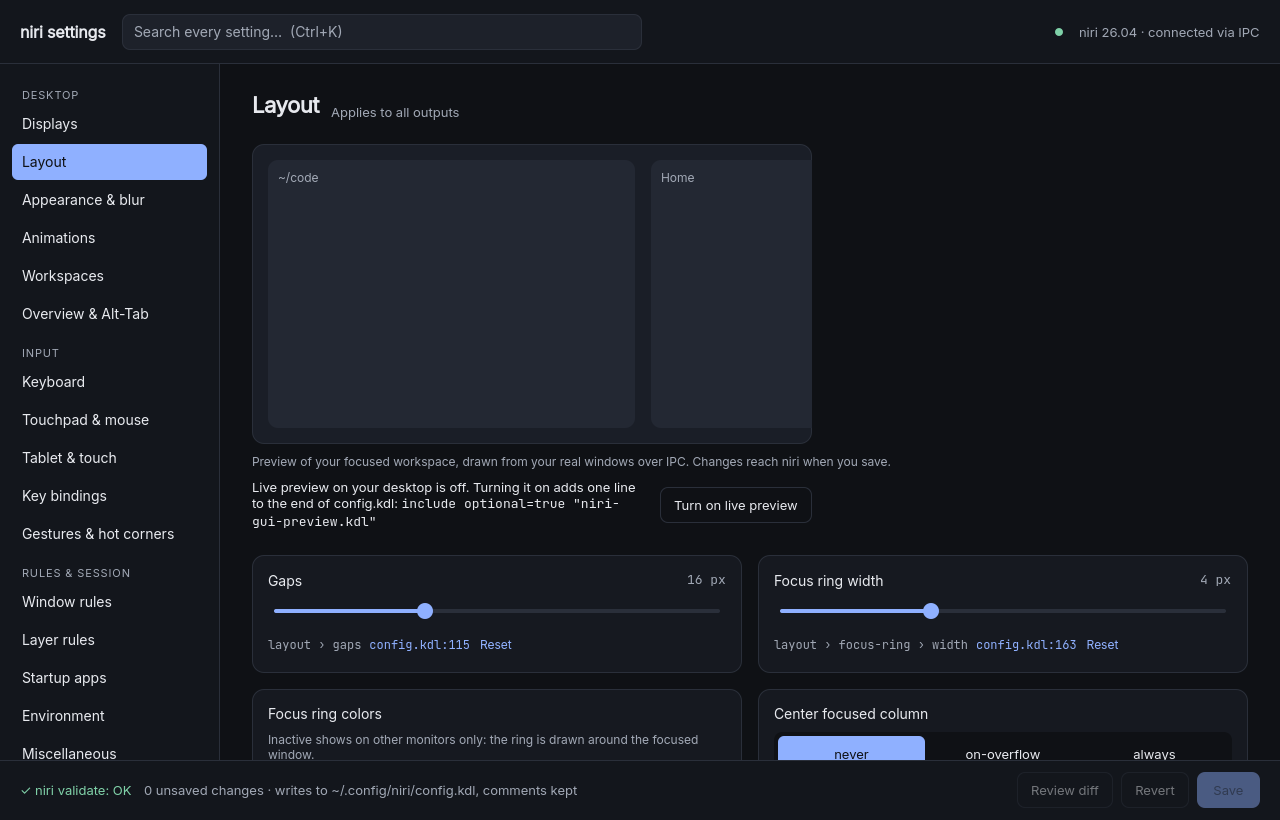 niri settings
Search every setting… (Ctrl+K)
niri 26.04 · connected via IPC
DESKTOP
Displays
Layout
Appearance & blur
Animations
Workspaces
Overview & Alt-Tab
INPUT
Keyboard
Touchpad & mouse
Tablet & touch
Key bindings
Gestures & hot corners
RULES & SESSION
Window rules
Layer rules
Startup apps
Environment
Miscellaneous
Layout Applies to all outputs
~/code
Home
Preview of your focused workspace, drawn from your real windows over IPC. Changes reach niri when you save.
Live preview on your desktop is off. Turning it on adds one line
to the end of config.kdl: include optional=true "niri-
gui-preview.kdl"
Turn on live preview
Gaps 16 px
layout › gaps config.kdl:115 Reset
Focus ring width 4 px
layout › focus-ring › width config.kdl:163 Reset
Focus ring colors
Inactive shows on other monitors only: the ring is drawn around the focused
window.
Center focused column
never on-overflow always
✓ niri validate: OK 0 unsaved changes · writes to ~/.config/niri/config.kdl, comments kept
Review diff Revert Save